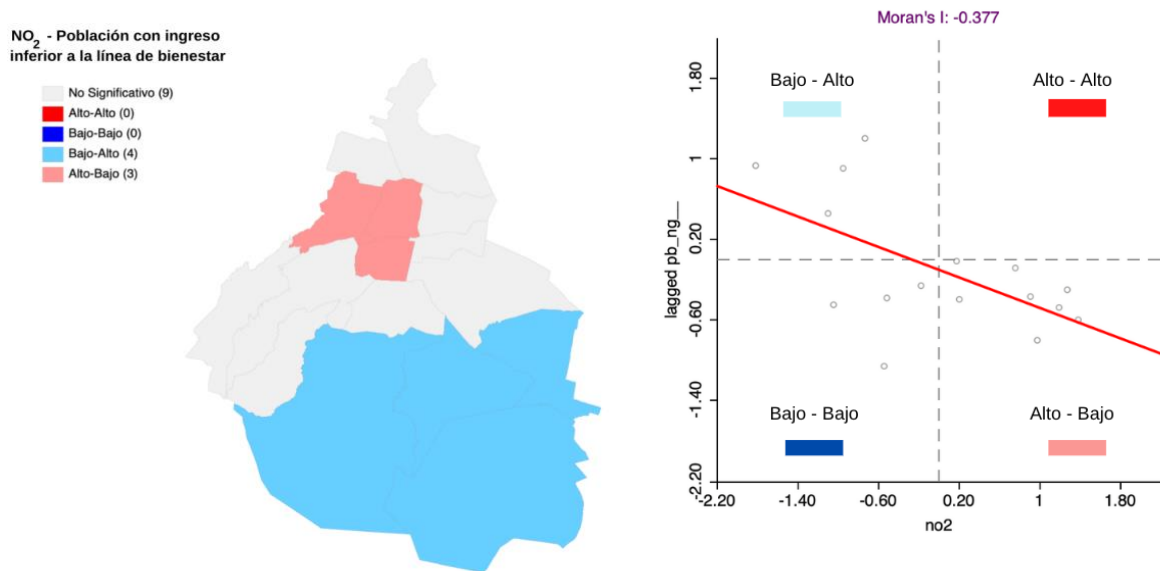 NO2 - Población con ingreso
inferior a la línea de bienestar
No Significativo (9)
Alto-Alto (0)
Bajo-Bajo (0)
Bajo-Alto (4)
Alto-Bajo (3)
Moran's I: -0.377
Bajo - Alto
Alto - Alto
Bajo - Bajo
Alto - Bajo
lagged pb_ng__
1.80
1
0.20
-0.60
-1.40
-2.20
-2.20 -1.40 -0.60 0.20 1 1.80
no2